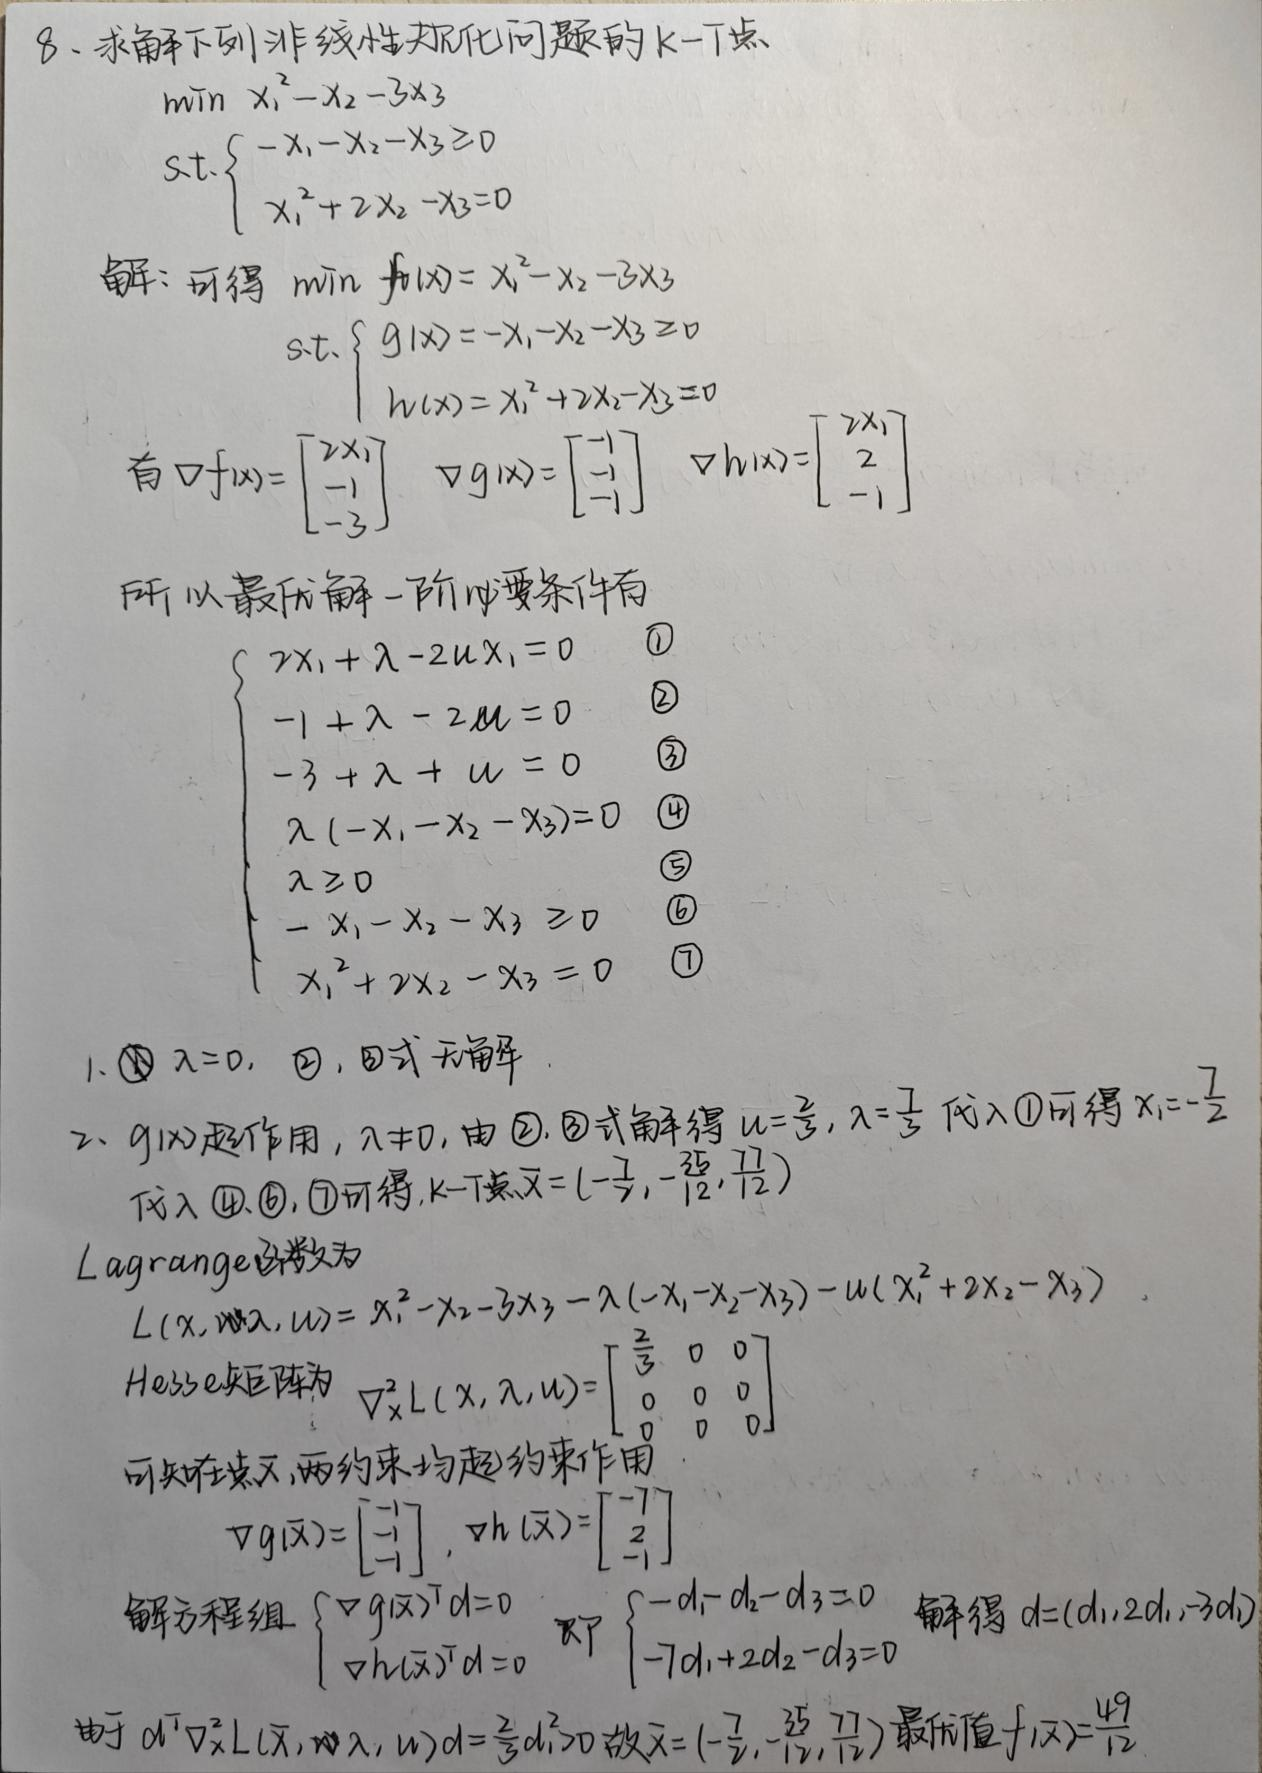 8、求解下列非线性规化问题的K-T点
min x₁²-x₂-3x₃
s.t. { -x₁-x₂-x₃≥0
x₁²+2x₂-x₃=0
解：可得 min f(x)=x₁²-x₂-3x₃
s.t. { g(x)=-x₁-x₂-x₃≥0
h(x)=x₁²+2x₂-x₃=0
有 ∇f(x)=[2x₁ -1 -3] ∇g(x)=[-1 -1 -1] ∇h(x)=[2x₁ 2 -1]
所以最优解一阶必要条件有
2x₁+λ-2ux₁=0 ①
-1+λ-2u=0 ②
-3+λ+u=0 ③
λ(-x₁-x₂-x₃)=0 ④
λ≥0 ⑤
-x₁-x₂-x₃≥0 ⑥
x₁²+2x₂-x₃=0 ⑦
1、λ=0，②，③式无解.
2、g(x)起作用，λ≠0，由②,③式解得 u=2/3, λ=7/3 代入①可得 x₁=-7/2
代入④、⑥，⑦可得，K-T点x̄=(-7/2, -35/12, 77/12)
Lagrange函数为
L(x, λ, u)=x₁²-x₂-3x₃-λ(-x₁-x₂-x₃)-u(x₁²+2x₂-x₃)
Hesse矩阵为 ∇ₓ²L(x, λ, u)=[2/3 0 0 0 0 0 0 0 0]
可知在点x̄，两约束均起约束作用
∇g(x̄)=[-1 -1 -1], ∇h(x̄)=[-7 2 -1]
解方程组 { ∇g(x̄)ᵀd=0 ∇h(x̄)ᵀd=0 即 { -d₁-d₂-d₃=0 -7d₁+2d₂-d₃=0 解得 d=(d₁, 2d₁, -3d₁)
由于 dᵀ∇ₓ²L(x̄, λ, u)d=2/3d₁²>0 故x̄=(-7/2, -35/12, 77/12) 最优值f(x̄)=-49/12